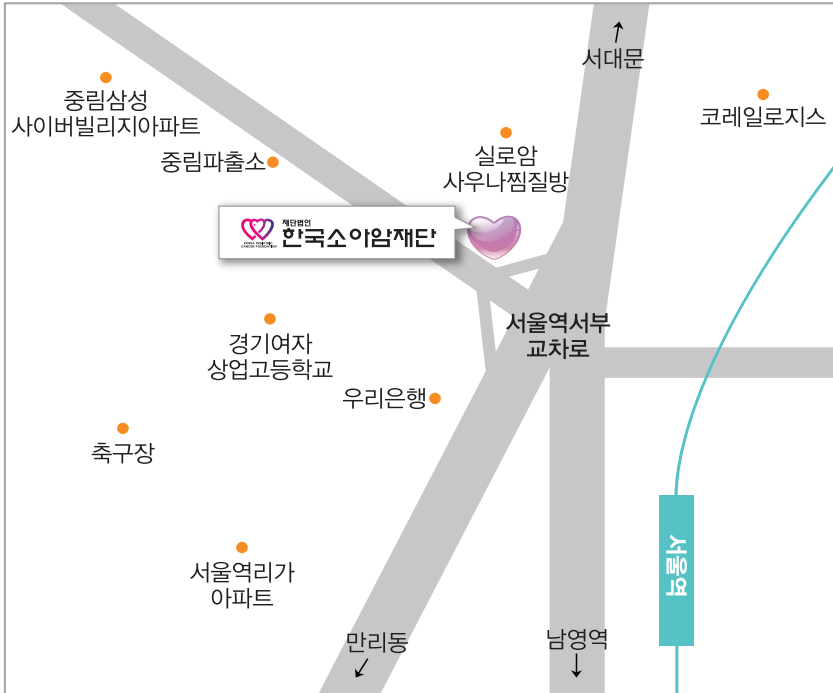 ↑
서대문
중림삼성
사이버빌리지아파트
코레일로지스
중림파출소
실로암
사우나찜질방
재단법인
한국소아암재단
KOREA PEDIATRIC
CANCER FOUNDATION
서울역서부
교차로
경기여자
상업고등학교
우리은행
축구장
서울역
서울역리가
아파트
만리동
↙
남영역
↓